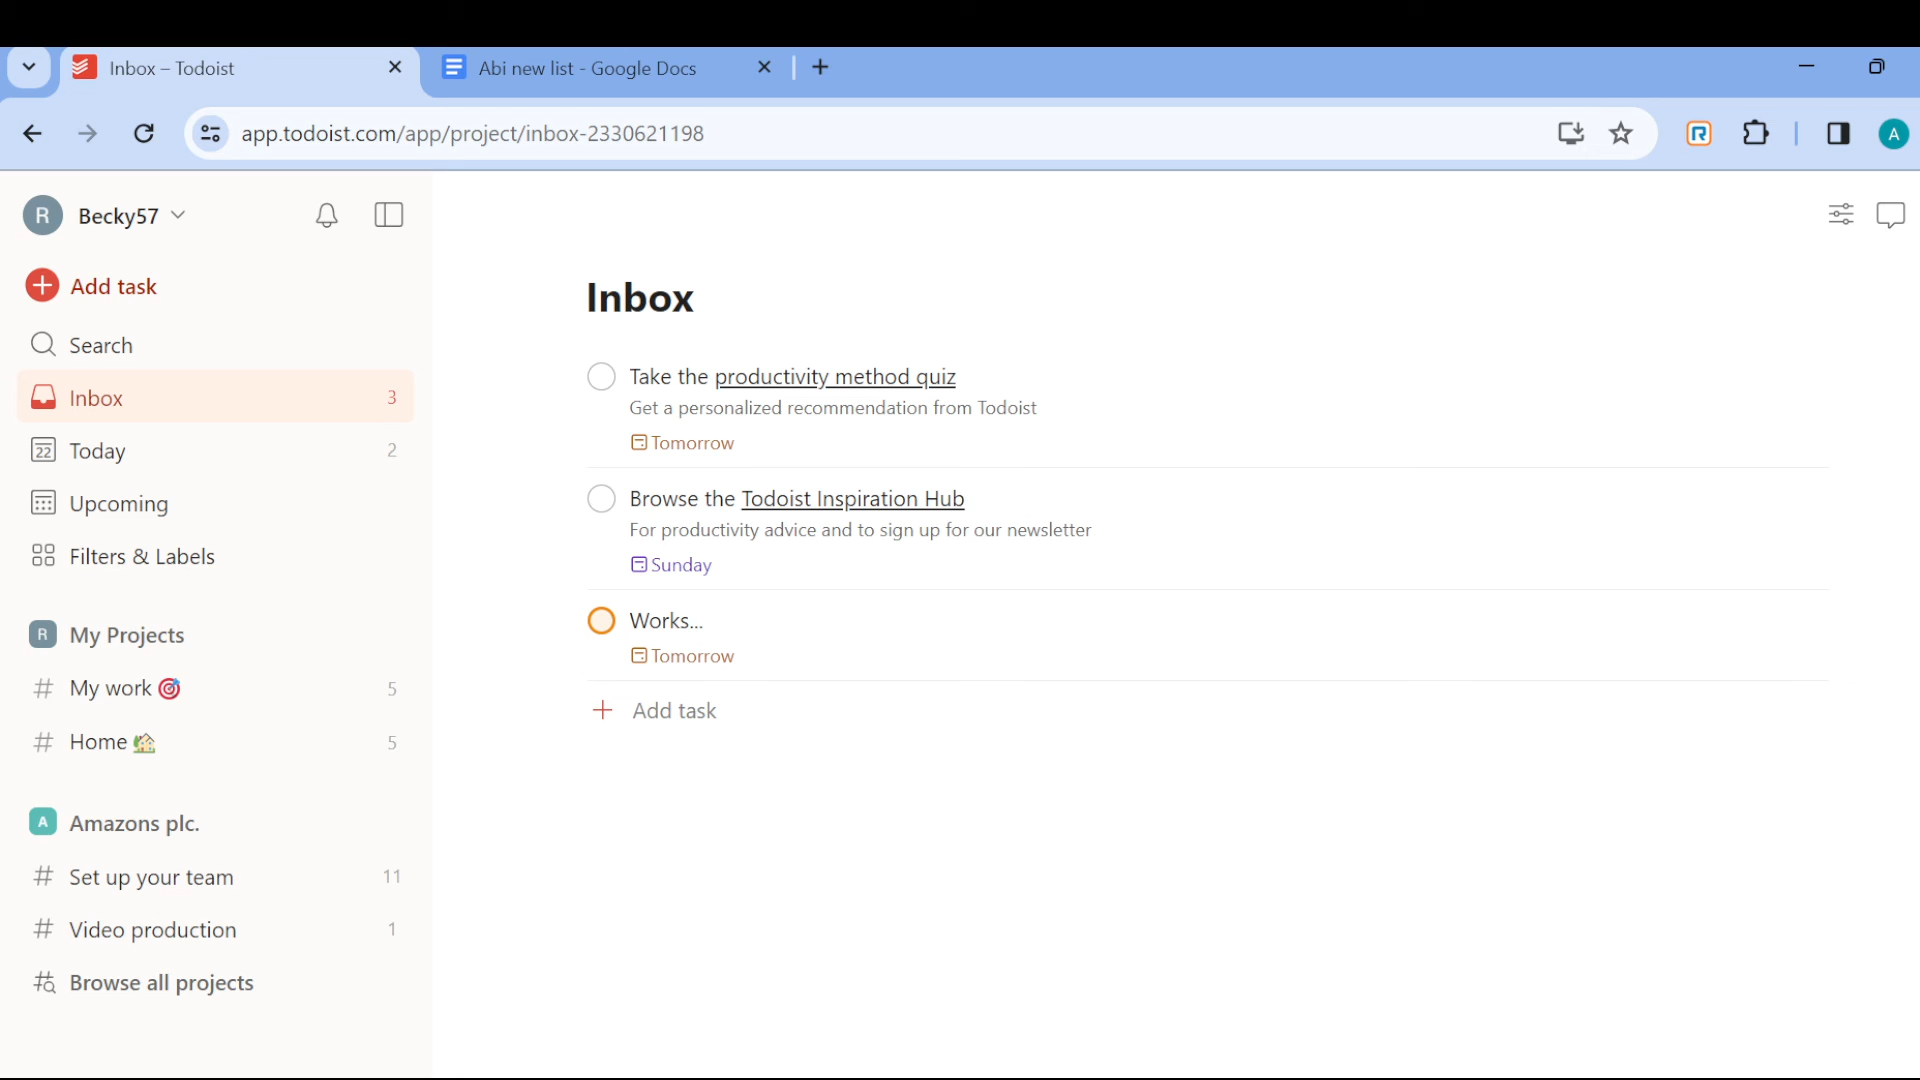 Inbox – Todoist
Abi new list - Google Docs
app.todoist.com/app/project/inbox-2330621198
A
R Becky57
Add task
Search
Inbox 3
22 Today 2
Upcoming
Filters & Labels
R My Projects
# My work 🎯 5
# Home 🏡 5
A Amazons plc.
# Set up your team 11
# Video production 1
Browse all projects
Inbox
Take the productivity method quiz
Get a personalized recommendation from Todoist
Tomorrow
Browse the Todoist Inspiration Hub
For productivity advice and to sign up for our newsletter
Sunday
Works...
Tomorrow
+ Add task